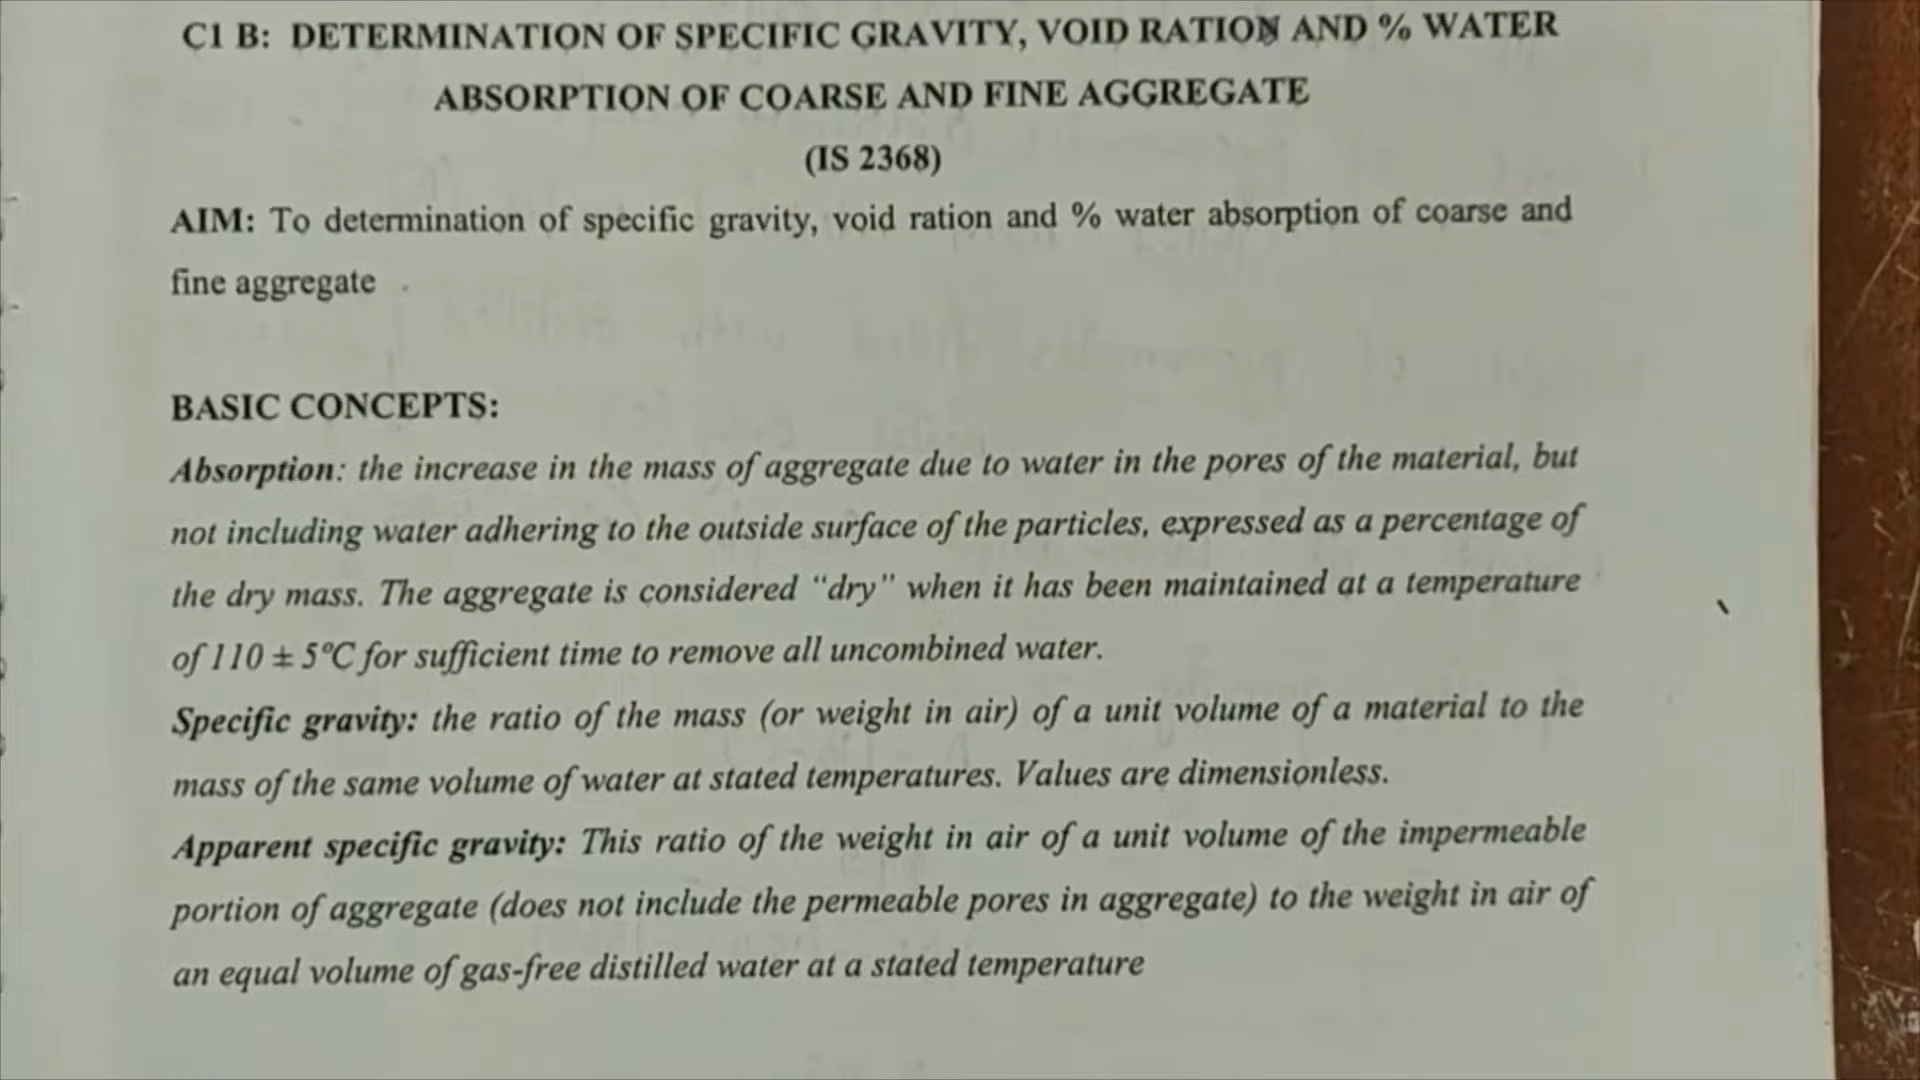 C1 B: DETERMINATION OF SPECIFIC GRAVITY, VOID RATION AND % WATER
ABSORPTION OF COARSE AND FINE AGGREGATE
(IS 2368)
AIM: To determination of specific gravity, void ration and % water absorption of coarse and
fine aggregate
BASIC CONCEPTS:
Absorption: the increase in the mass of aggregate due to water in the pores of the material, but
not including water adhering to the outside surface of the particles, expressed as a percentage of
the dry mass. The aggregate is considered “dry” when it has been maintained at a temperature
of 110 ± 5°C for sufficient time to remove all uncombined water.
Specific gravity: the ratio of the mass (or weight in air) of a unit volume of a material to the
mass of the same volume of water at stated temperatures. Values are dimensionless.
Apparent specific gravity: This ratio of the weight in air of a unit volume of the impermeable
portion of aggregate (does not include the permeable pores in aggregate) to the weight in air of
an equal volume of gas-free distilled water at a stated temperature